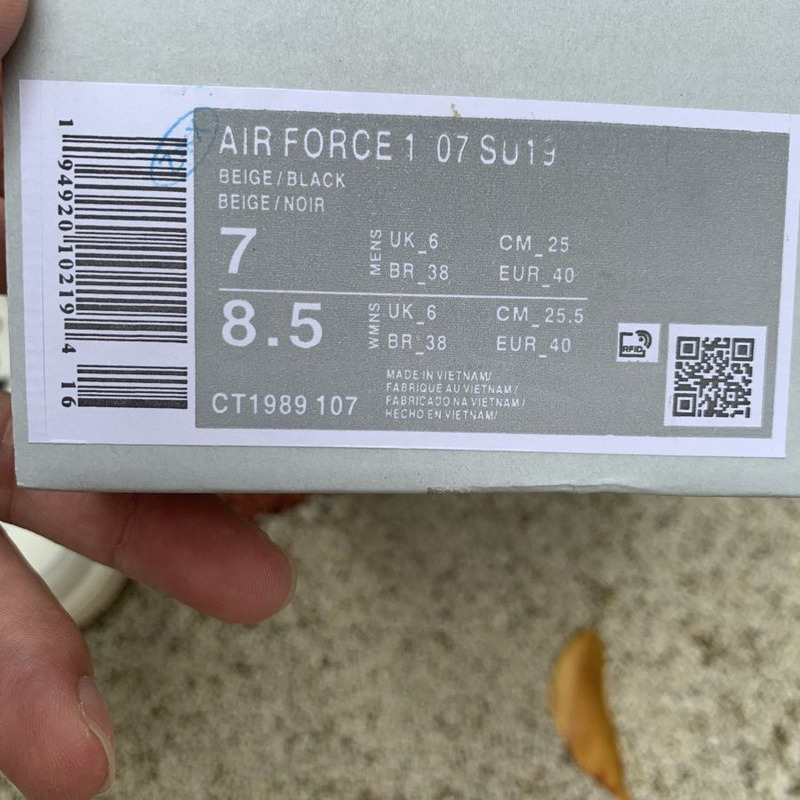 AIR FORCE 1 07 SU19
BEIGE/BLACK
BEIGE/NOIR
7
MENS
UK_6 CM_25
BR_38 EUR_40
8.5
WMNS
UK_6 CM_25.5
BR_38 EUR_40
MADE IN VIETNAM/
FABRIQUE AU VIETNAM/
FABRICADO NA VIETNAM/
HECHO EN VIETNAM/
CT1989 107
RFID
1 94920 10219 4 16